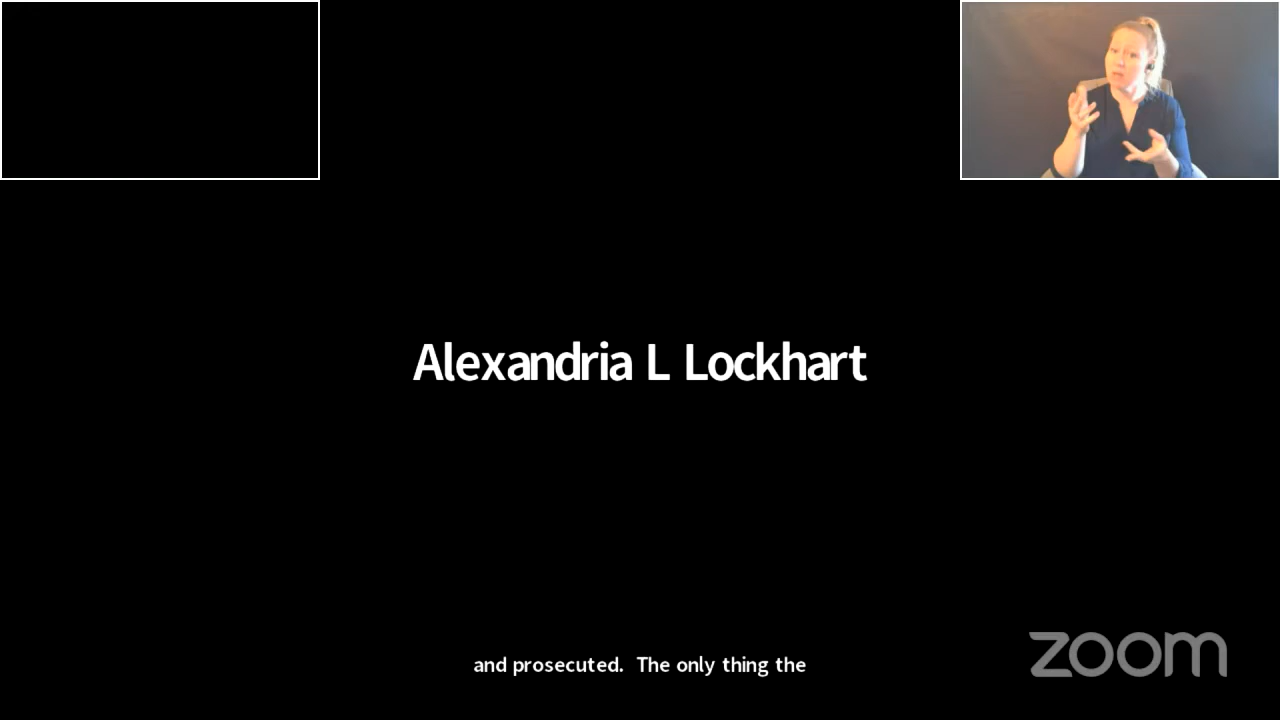 Alexandria L Lockhart
and prosecuted.  The only thing the
zoom